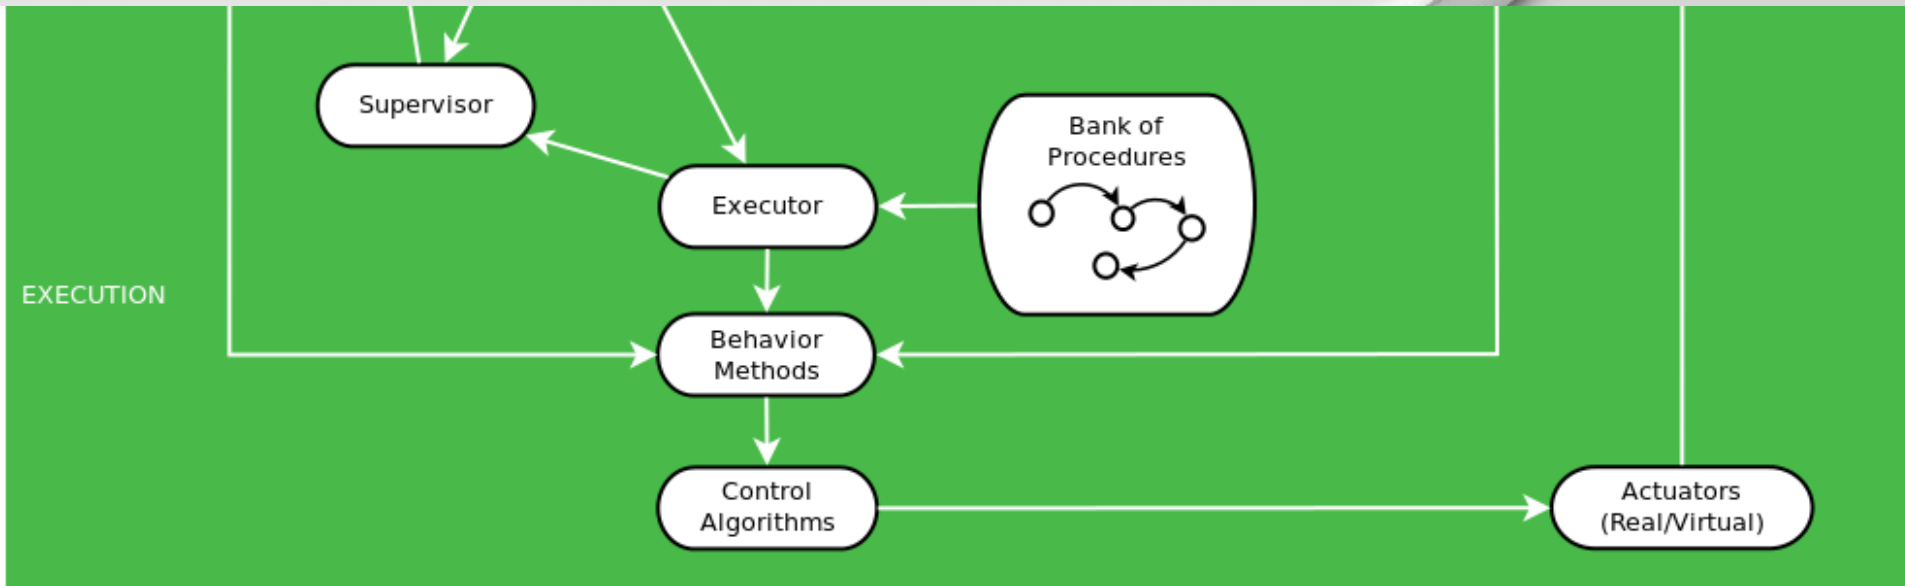 Supervisor
Bank of
Procedures
Executor
EXECUTION
Behavior
Methods
Control
Algorithms
Actuators
(Real/Virtual)